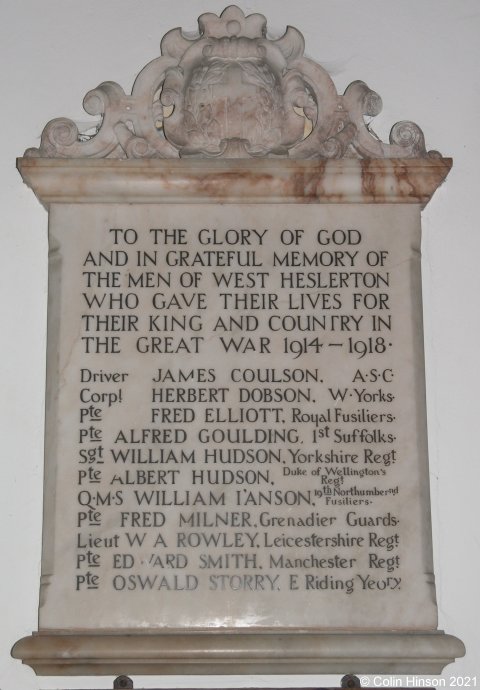 TO THE GLORY OF GOD
AND IN GRATEFUL MEMORY OF
THE MEN OF WEST HESLERTON
WHO GAVE THEIR LIVES FOR
THEIR KING AND COUNTRY IN
THE GREAT WAR 1914–1918.
Driver JAMES COULSON, A·S·C·
Corpl HERBERT DOBSON, W·Yorks·
Pte FRED ELLIOTT, Royal Fusiliers·
Pte ALFRED GOULDING, 1st Suffolks·
Sgt WILLIAM HUDSON, Yorkshire Regt
Pte ALBERT HUDSON, Duke of Wellington's Regt
Q·M·S WILLIAM I'ANSON, 19th Northumbernd Fusiliers·
Pte FRED MILNER, Grenadier Guards·
Lieut W A ROWLEY, Leicestershire Regt
Pte EDWARD SMITH, Manchester Regt
Pte OSWALD STORRY, E Riding Yeory.
© Colin Hinson 2021